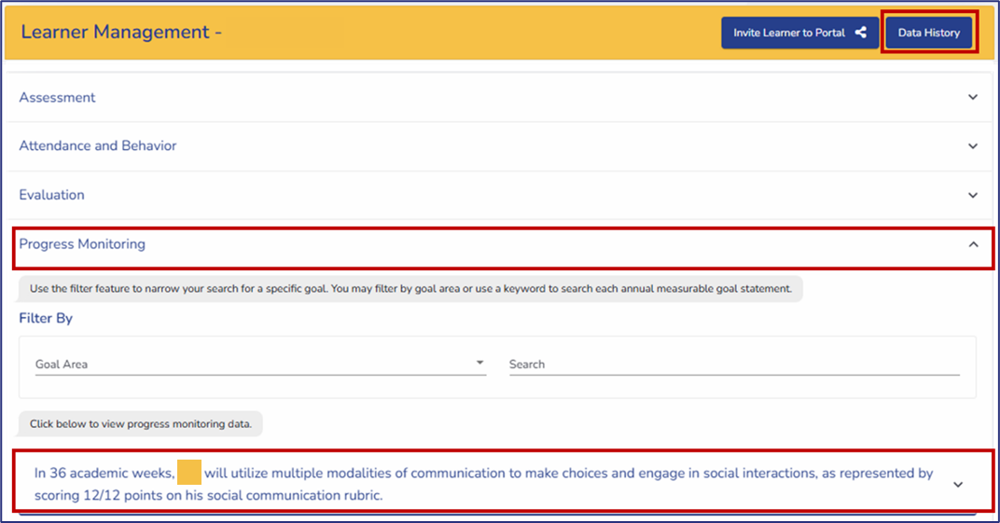 Learner Management -
Invite Learner to Portal
Data History
Assessment
Attendance and Behavior
Evaluation
Progress Monitoring
Use the filter feature to narrow your search for a specific goal. You may filter by goal area or use a keyword to search each annual measurable goal statement.
Filter By
Goal Area
Search
Click below to view progress monitoring data.
In 36 academic weeks, will utilize multiple modalities of communication to make choices and engage in social interactions, as represented by
scoring 12/12 points on his social communication rubric.